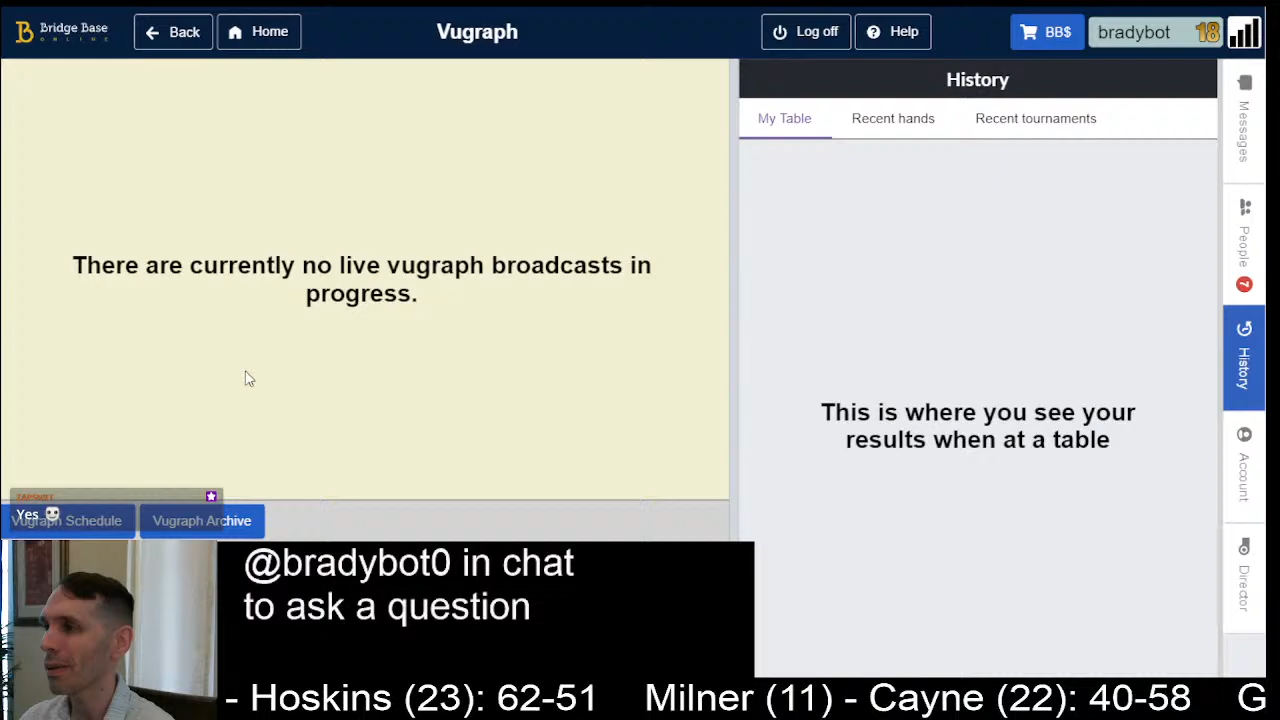 Bridge Base
ONLINE
Back
Home
Vugraph
Log off
Help
BB$
bradybot 18
History
My Table
Recent hands
Recent tournaments
There are currently no live vugraph broadcasts in
progress.
This is where you see your
results when at a table
Messages
People 7
History
Account
Director
Yes
Vugraph Schedule
Vugraph Archive
@bradybot0 in chat
to ask a question
- Hoskins (23): 62-51 Milner (11) - Cayne (22): 40-58 G